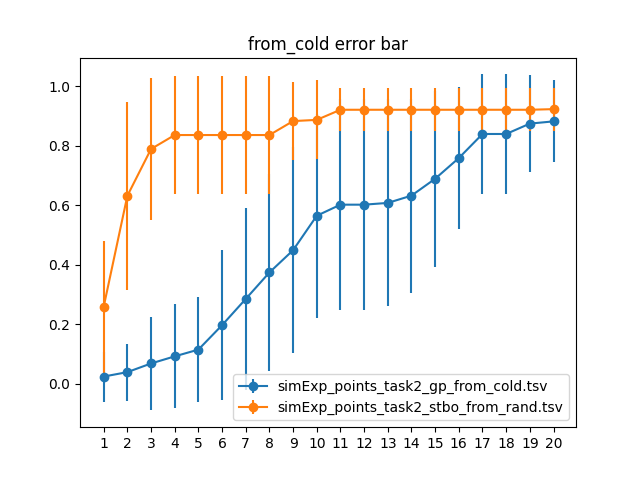 from_cold error bar
1.0
0.8
0.6
0.4
0.2
0.0
simExp_points_task2_gp_from_cold.tsv
simExp_points_task2_stbo_from_rand.tsv
1 2 3 4 5 6 7 8 9 10 11 12 13 14 15 16 17 18 19 20